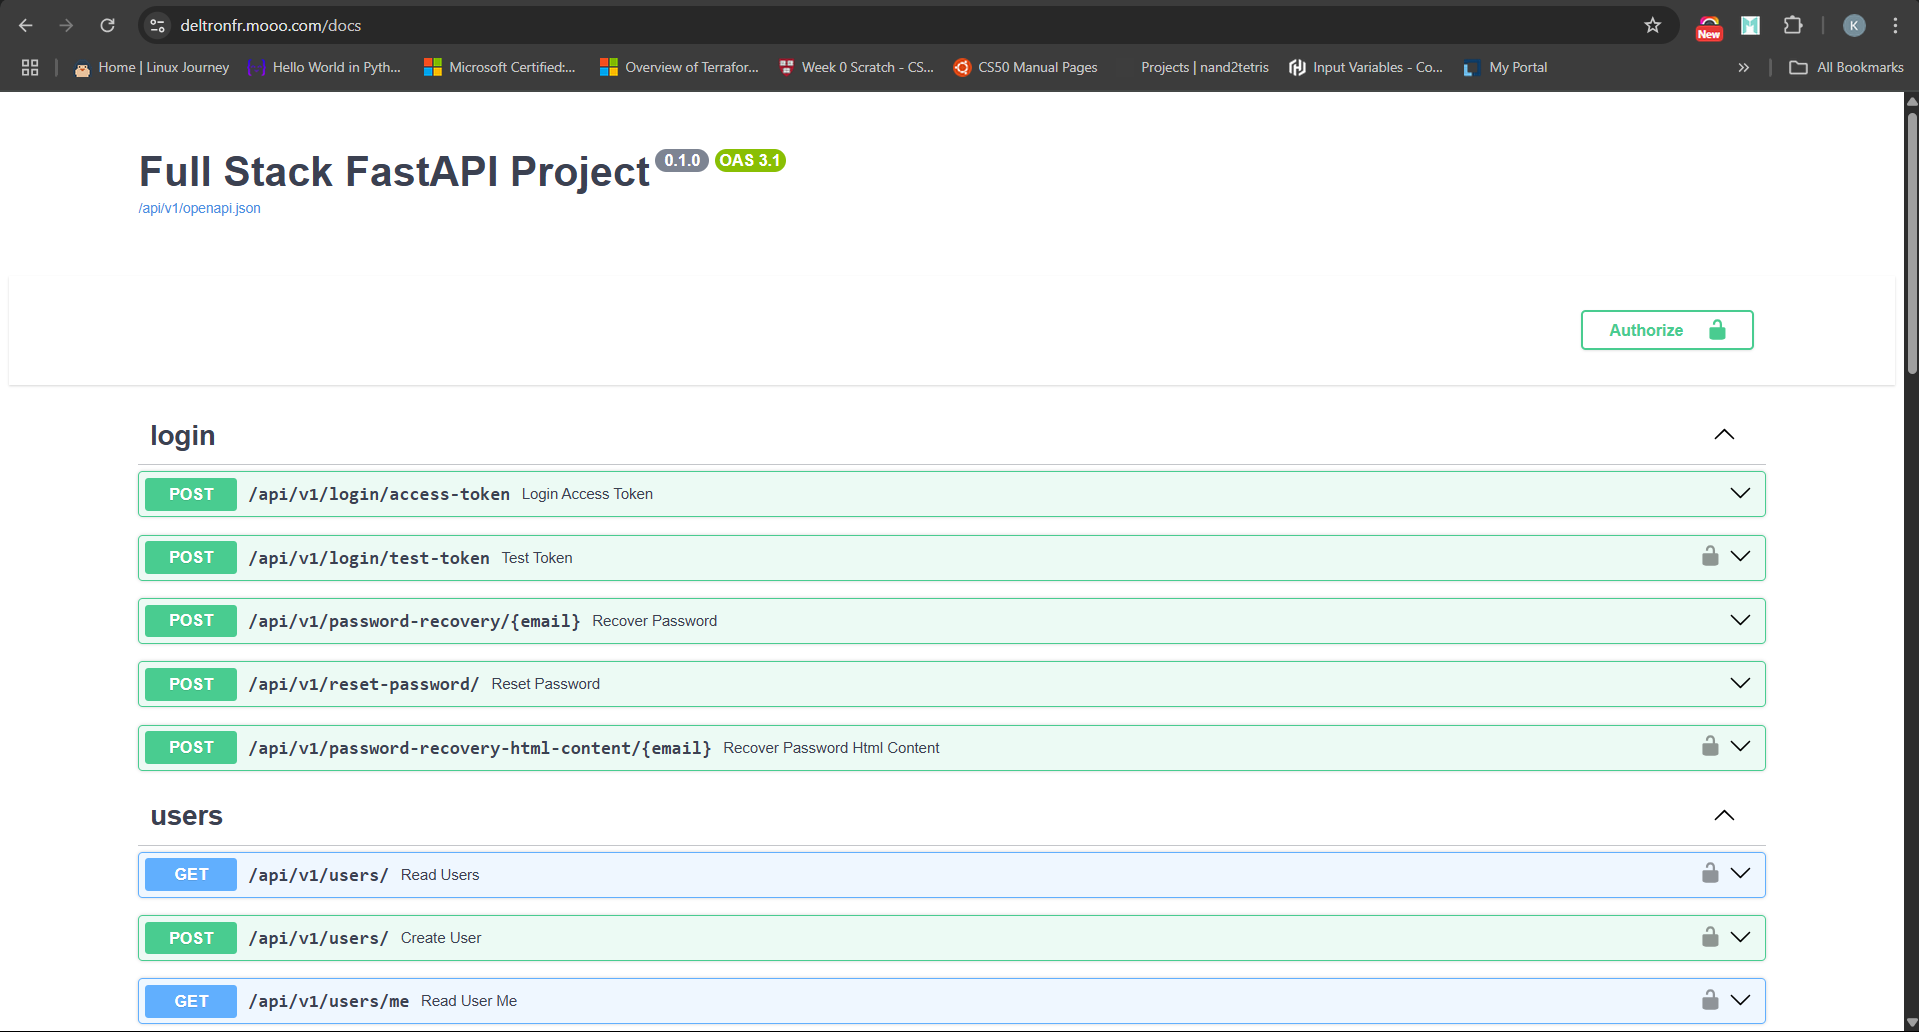 deltronfr.mooo.com/docs
New
K
Home | Linux Journey
Hello World in Pyth...
Microsoft Certified:...
Overview of Terrafor...
Week 0 Scratch - CS...
CS50 Manual Pages
Projects | nand2tetris
Input Variables - Co...
My Portal
»
All Bookmarks
Full Stack FastAPI Project 0.1.0 OAS 3.1
/api/v1/openapi.json
Authorize
login
POST /api/v1/login/access-token Login Access Token
POST /api/v1/login/test-token Test Token
POST /api/v1/password-recovery/{email} Recover Password
POST /api/v1/reset-password/ Reset Password
POST /api/v1/password-recovery-html-content/{email} Recover Password Html Content
users
GET /api/v1/users/ Read Users
POST /api/v1/users/ Create User
GET /api/v1/users/me Read User Me